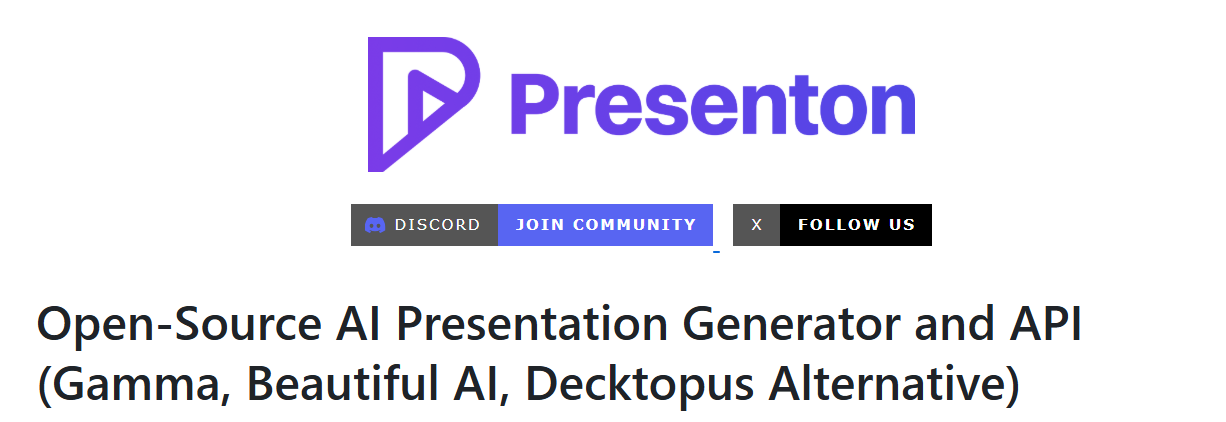 Presenton
DISCORD JOIN COMMUNITY X FOLLOW US
Open-Source AI Presentation Generator and API
(Gamma, Beautiful AI, Decktopus Alternative)